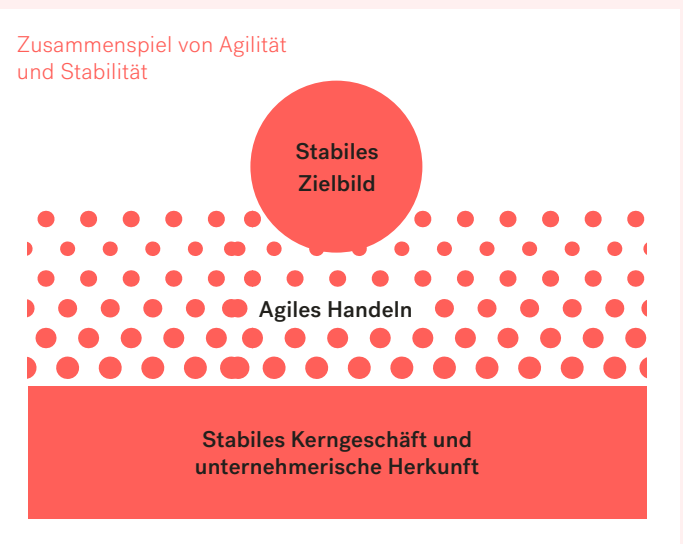 Zusammenspiel von Agilität
und Stabilität
Stabiles
Zielbild
Agiles Handeln
Stabiles Kerngeschäft und
unternehmerische Herkunft